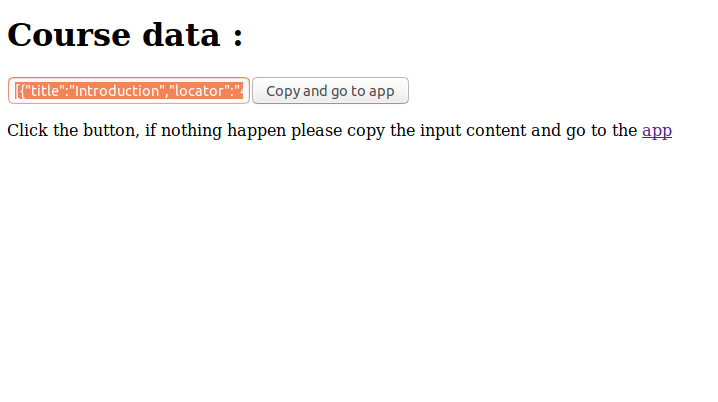 Course data :
[{"title":"Introduction","locator":" Copy and go to app
Click the button, if nothing happen please copy the input content and go to the app